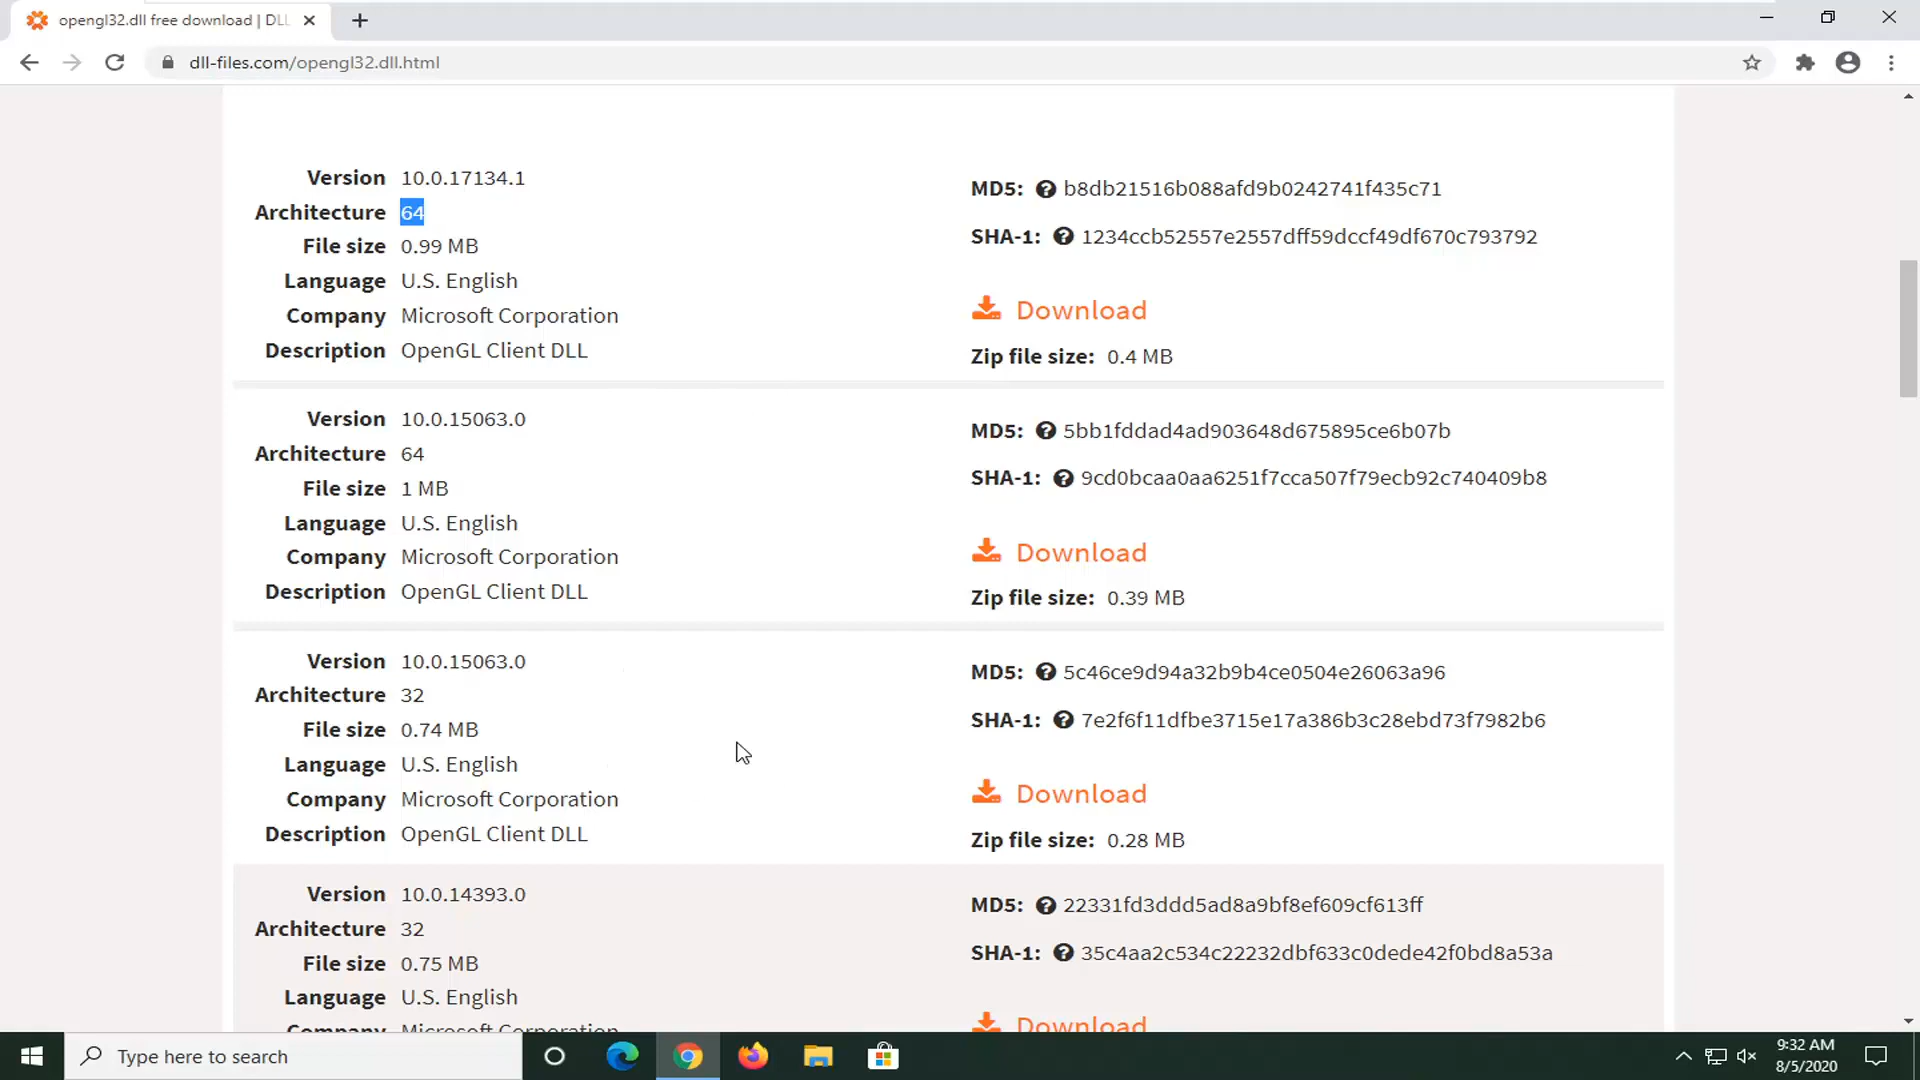 opengl32.dll free download | DLL
dll-files.com/opengl32.dll.html
Version 10.0.17134.1
Architecture 64
File size 0.99 MB
Language U.S. English
Company Microsoft Corporation
Description OpenGL Client DLL
MD5: b8db21516b088afd9b0242741f435c71
SHA-1: 1234ccb52557e2557dff59dccf49df670c793792
Download
Zip file size: 0.4 MB
Version 10.0.15063.0
Architecture 64
File size 1 MB
Language U.S. English
Company Microsoft Corporation
Description OpenGL Client DLL
MD5: 5bb1fddad4ad903648d675895ce6b07b
SHA-1: 9cd0bcaa0aa6251f7cca507f79ecb92c740409b8
Download
Zip file size: 0.39 MB
Version 10.0.15063.0
Architecture 32
File size 0.74 MB
Language U.S. English
Company Microsoft Corporation
Description OpenGL Client DLL
MD5: 5c46ce9d94a32b9b4ce0504e26063a96
SHA-1: 7e2f6f11dfbe3715e17a386b3c28ebd73f7982b6
Download
Zip file size: 0.28 MB
Version 10.0.14393.0
Architecture 32
File size 0.75 MB
Language U.S. English
Company Microsoft Corporation
MD5: 22331fd3ddd5ad8a9bf8ef609cf613ff
SHA-1: 35c4aa2c534c22232dbf633c0dede42f0bd8a53a
Download
Type here to search
9:32 AM
8/5/2020